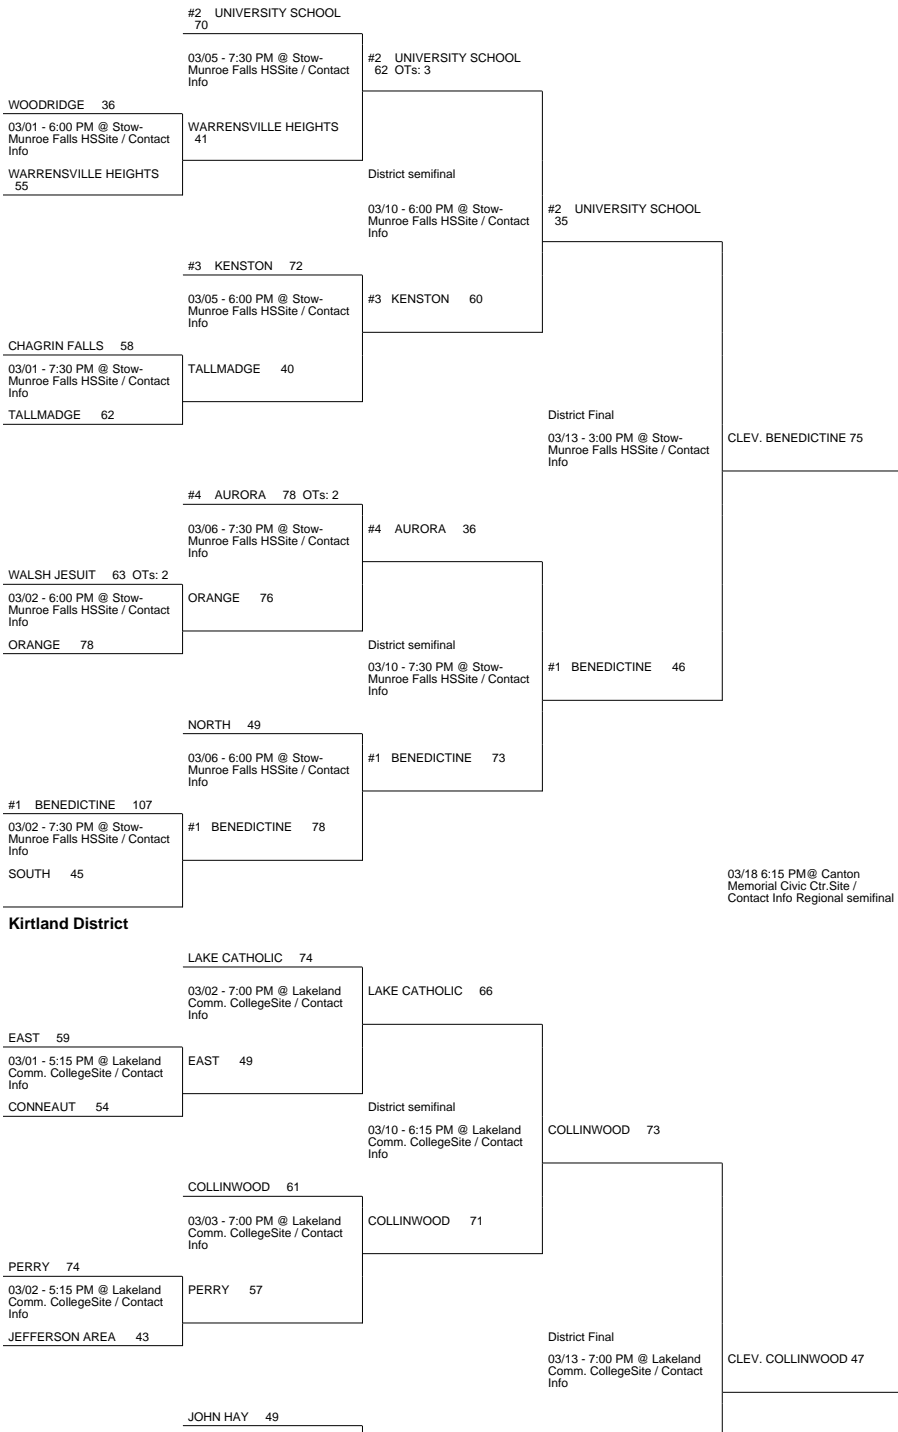 #2 UNIVERSITY SCHOOL
70
03/05 - 7:30 PM @ Stow-
Munroe Falls HSSite / Contact
Info
#2 UNIVERSITY SCHOOL
62 OTs: 3
WOODRIDGE 36
03/01 - 6:00 PM @ Stow-
Munroe Falls HSSite / Contact
Info
WARRENSVILLE HEIGHTS
41
WARRENSVILLE HEIGHTS
55
District semifinal
03/10 - 6:00 PM @ Stow-
Munroe Falls HSSite / Contact
Info
#2 UNIVERSITY SCHOOL
35
#3 KENSTON 72
03/05 - 6:00 PM @ Stow-
Munroe Falls HSSite / Contact
Info
#3 KENSTON 60
CHAGRIN FALLS 58
03/01 - 7:30 PM @ Stow-
Munroe Falls HSSite / Contact
Info
TALLMADGE 40
TALLMADGE 62
District Final
03/13 - 3:00 PM @ Stow-
Munroe Falls HSSite / Contact
Info
CLEV. BENEDICTINE 75
#4 AURORA 78 OTs: 2
03/06 - 7:30 PM @ Stow-
Munroe Falls HSSite / Contact
Info
#4 AURORA 36
WALSH JESUIT 63 OTs: 2
03/02 - 6:00 PM @ Stow-
Munroe Falls HSSite / Contact
Info
ORANGE 76
ORANGE 78
District semifinal
03/10 - 7:30 PM @ Stow-
Munroe Falls HSSite / Contact
Info
#1 BENEDICTINE 46
NORTH 49
03/06 - 6:00 PM @ Stow-
Munroe Falls HSSite / Contact
Info
#1 BENEDICTINE 73
#1 BENEDICTINE 107
03/02 - 7:30 PM @ Stow-
Munroe Falls HSSite / Contact
Info
#1 BENEDICTINE 78
SOUTH 45
03/18 6:15 PM@ Canton
Memorial Civic Ctr.Site /
Contact Info Regional semifinal
Kirtland District
LAKE CATHOLIC 74
03/02 - 7:00 PM @ Lakeland
Comm. CollegeSite / Contact
Info
LAKE CATHOLIC 66
EAST 59
03/01 - 5:15 PM @ Lakeland
Comm. CollegeSite / Contact
Info
EAST 49
CONNEAUT 54
District semifinal
03/10 - 6:15 PM @ Lakeland
Comm. CollegeSite / Contact
Info
COLLINWOOD 73
COLLINWOOD 61
03/03 - 7:00 PM @ Lakeland
Comm. CollegeSite / Contact
Info
COLLINWOOD 71
PERRY 74
03/02 - 5:15 PM @ Lakeland
Comm. CollegeSite / Contact
Info
PERRY 57
JEFFERSON AREA 43
District Final
03/13 - 7:00 PM @ Lakeland
Comm. CollegeSite / Contact
Info
CLEV. COLLINWOOD 47
JOHN HAY 49